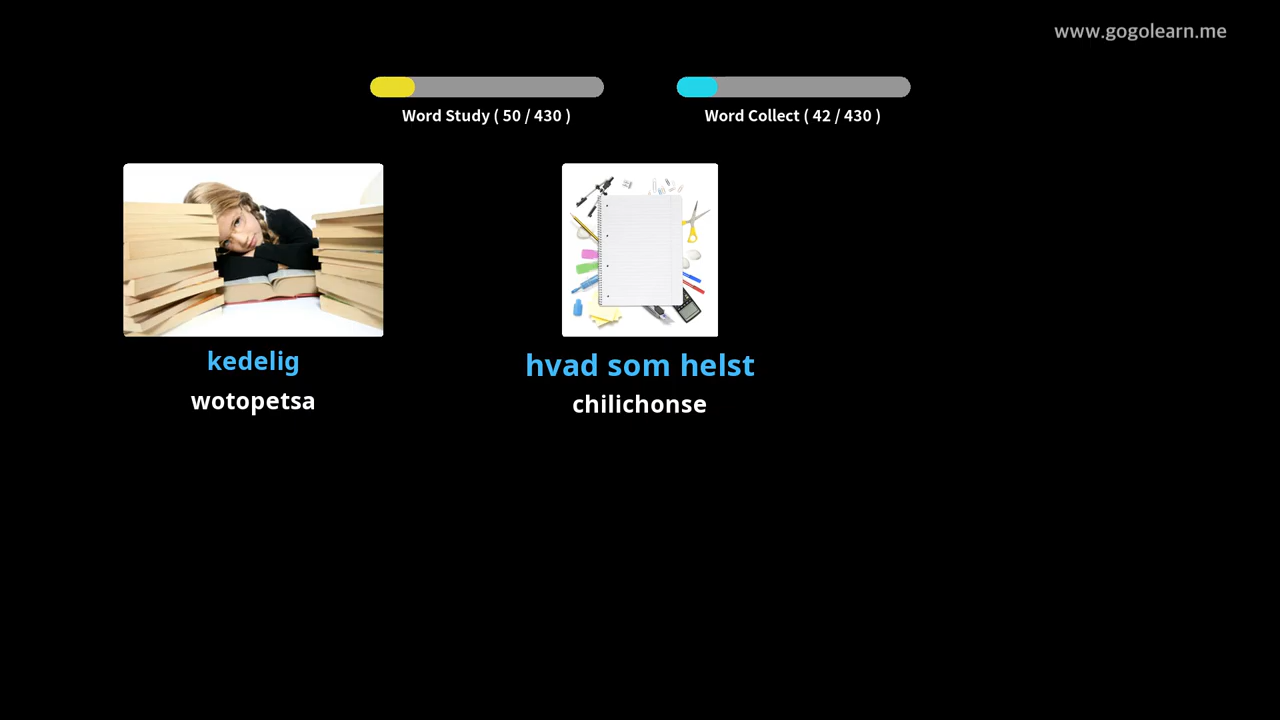 www.gogolearn.me
Word Study ( 50 / 430 )
Word Collect ( 42 / 430 )
kedelig
wotopetsa
hvad som helst
chilichonse